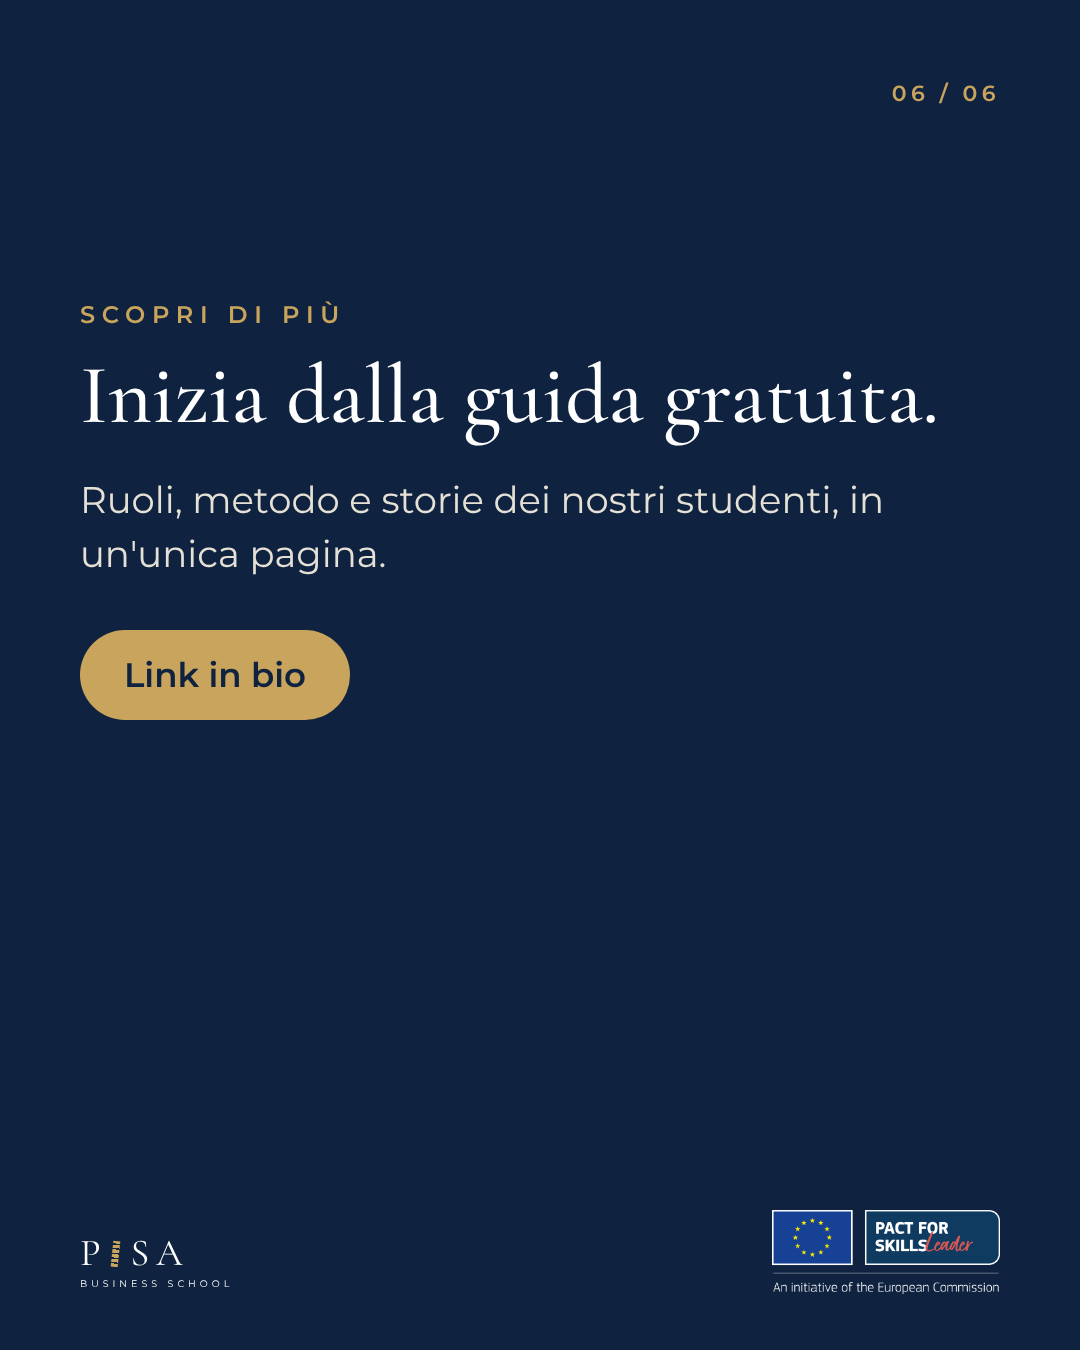 06 / 06
SCOPRI DI PIÙ
Inizia dalla guida gratuita.
Ruoli, metodo e storie dei nostri studenti, in
un'unica pagina.
Link in bio
PISA
BUSINESS SCHOOL
PACT FOR
SKILLS Leader
An initiative of the European Commission